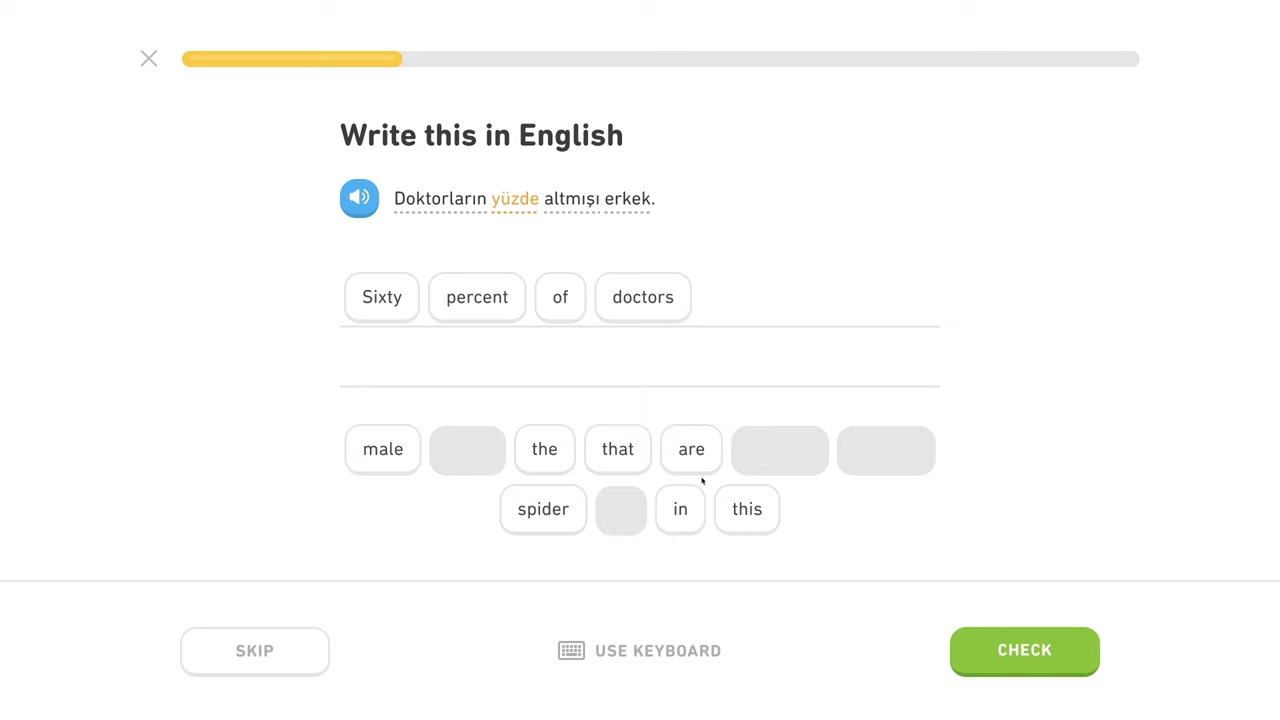 Write this in English
Doktorların yüzde altmışı erkek.
Sixty percent of doctors
male the that are
spider in this
SKIP USE KEYBOARD CHECK